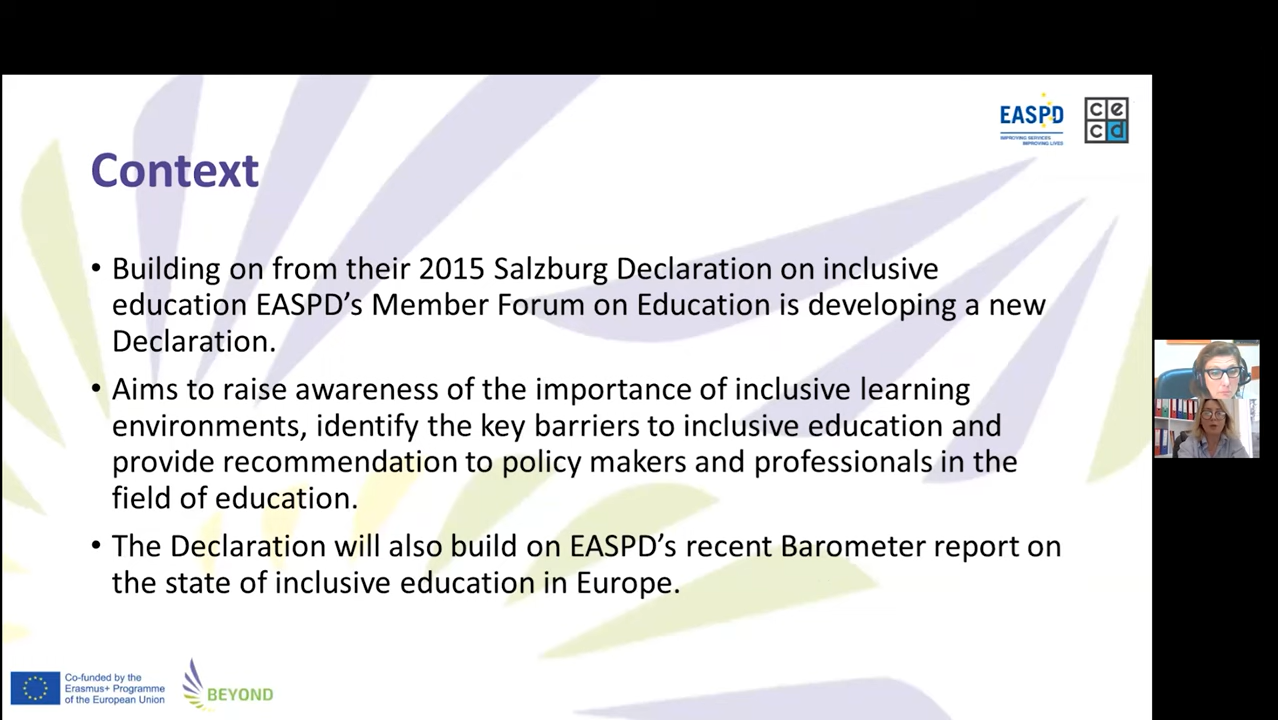 EASPD
IMPROVING SERVICES
IMPROVING LIVES
ce
cd
Context
• Building on from their 2015 Salzburg Declaration on inclusive
education EASPD’s Member Forum on Education is developing a new
Declaration.
• Aims to raise awareness of the importance of inclusive learning
environments, identify the key barriers to inclusive education and
provide recommendation to policy makers and professionals in the
field of education.
• The Declaration will also build on EASPD’s recent Barometer report on
the state of inclusive education in Europe.
Co-funded by the
Erasmus+ Programme
of the European Union
BEYOND